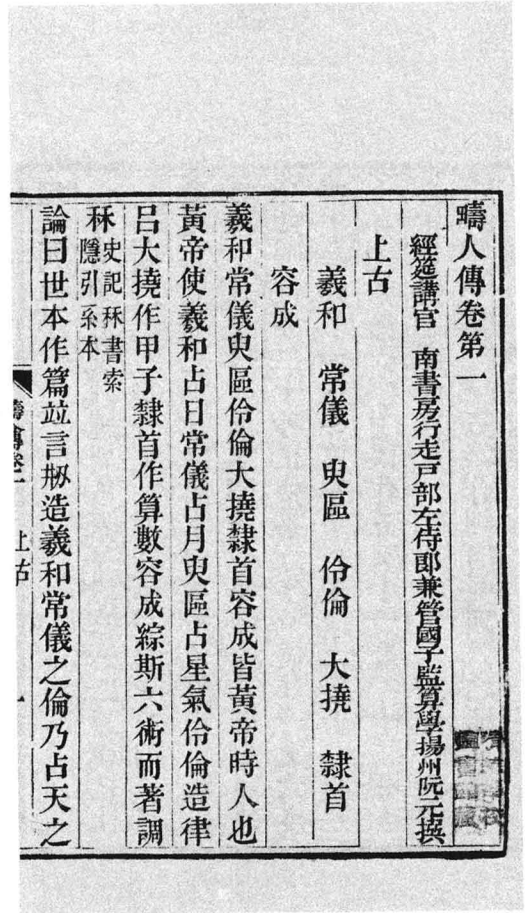 疇人傳卷第一
經筵講官 南書房行走戸部左侍郎兼管國子監算學揚州阮元撰
上古
羲和 常儀 臾區 伶倫 大撓 隸首
容成
羲和常儀臾區伶倫大撓隸首容成皆黃帝時人也
黃帝使羲和占日常儀占月臾區占星氣伶倫造律
呂大撓作甲子隸首作算數容成綜斯六術而著調
秝史記秝書索
隱引系本
論曰世本作篇竝言刱造羲和常儀之倫乃占天之
疇人傳卷一 上古 一